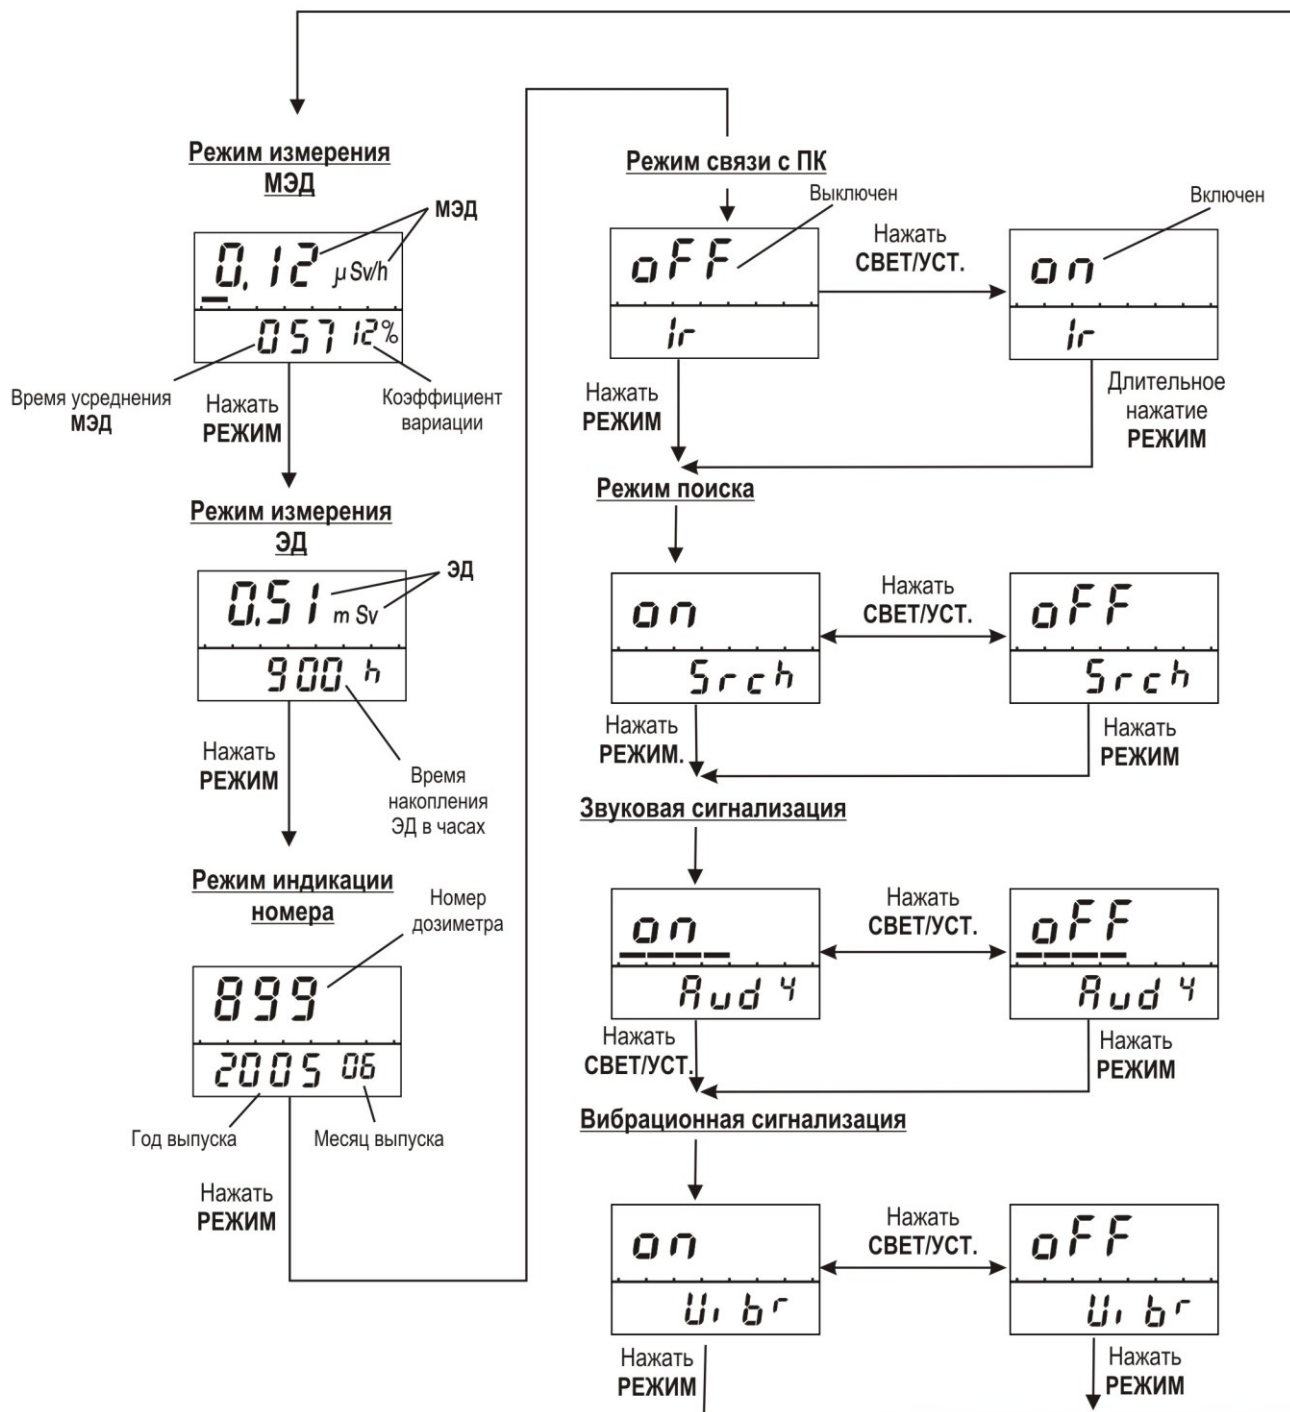 Режим измерения
МЭД
МЭД
0.12 µSv/h
057 12%
Время усреднения
МЭД
Коэффициент
вариации
Нажать
РЕЖИМ
Режим измерения
ЭД
ЭД
0.51 mSv
900 h
Нажать
РЕЖИМ
Время
накопления
ЭД в часах
Режим индикации
номера
Номер
дозиметра
899
2005 06
Год выпуска
Месяц выпуска
Нажать
РЕЖИМ
Режим связи с ПК
Выключен
Включен
oFF
Ir
Нажать
СВЕТ/УСТ.
on
Ir
Нажать
РЕЖИМ
Длительное
нажатие
РЕЖИМ
Режим поиска
on
Srch
Нажать
СВЕТ/УСТ.
oFF
Srch
Нажать
РЕЖИМ.
Нажать
РЕЖИМ
Звуковая сигнализация
on
Aud 4
Нажать
СВЕТ/УСТ.
oFF
Aud 4
Нажать
СВЕТ/УСТ.
Нажать
РЕЖИМ
Вибрационная сигнализация
on
Vibr
Нажать
СВЕТ/УСТ.
oFF
Vibr
Нажать
РЕЖИМ
Нажать
РЕЖИМ